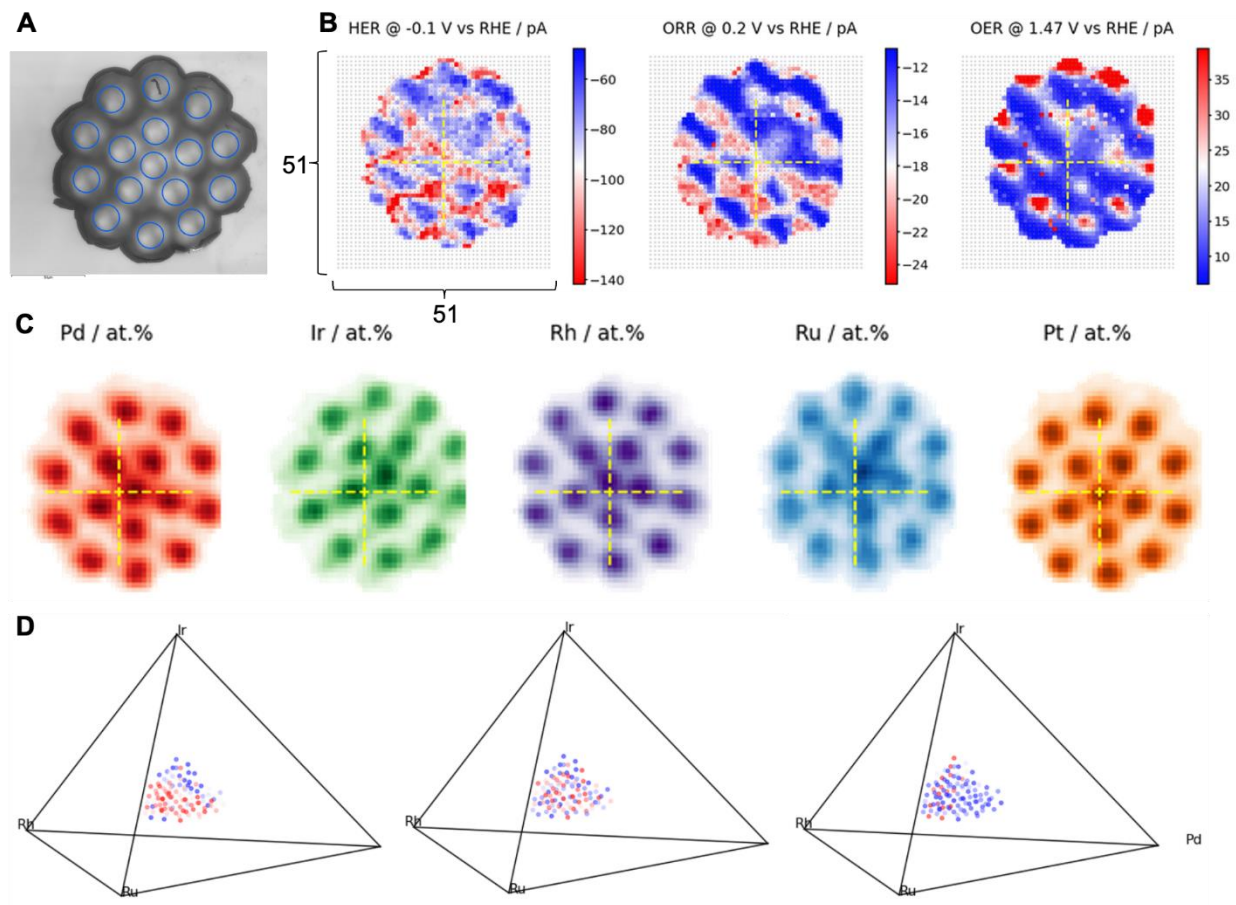 A
B
HER @ -0.1 V vs RHE / pA
ORR @ 0.2 V vs RHE / pA
OER @ 1.47 V vs RHE / pA
−60
−80
−100
−120
−140
−12
−14
−16
−18
−20
−22
−24
35
30
25
20
15
10
51
51
C
Pd / at.%
Ir / at.%
Rh / at.%
Ru / at.%
Pt / at.%
D
Ir
Ir
Ir
Rh
Rh
Rh
Pd
Ru
Ru
Ru